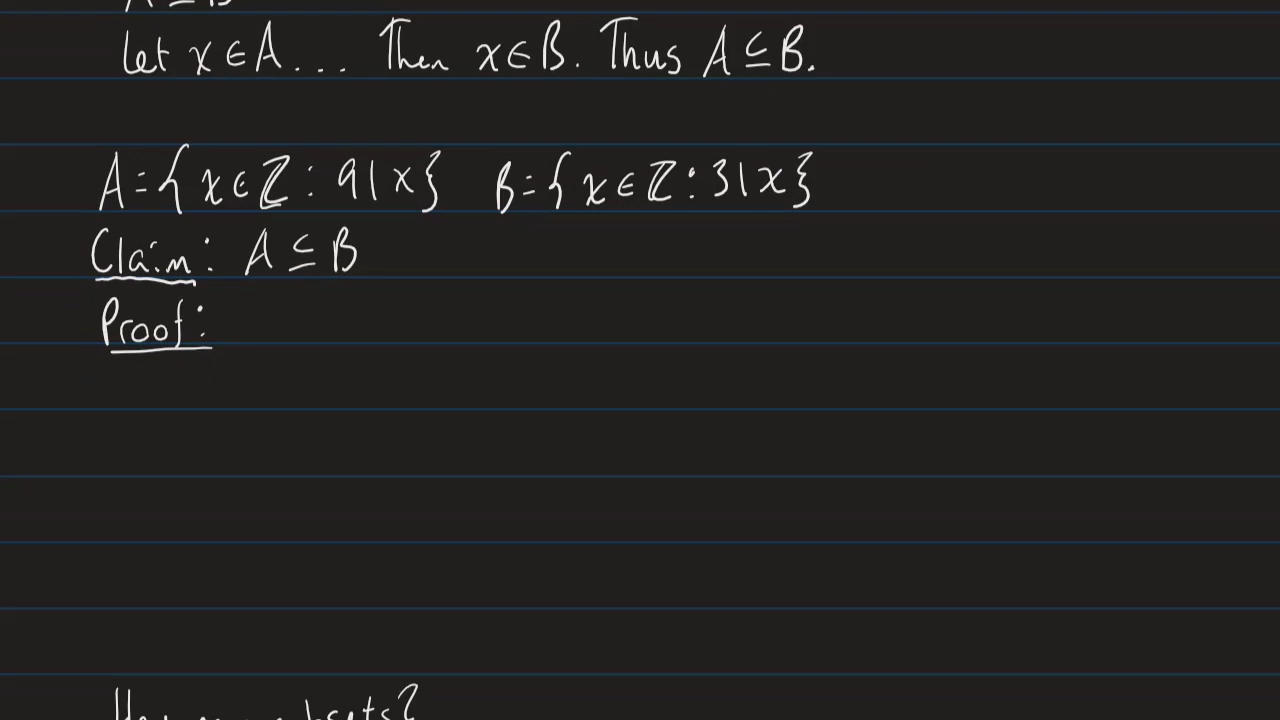 A ⊆ B
Let x ∈ A... Then x ∈ B. Thus A ⊆ B.
A = { x ∈ ℤ : 9 | x } B = { x ∈ ℤ : 3 | x }
Claim: A ⊆ B
Proof: